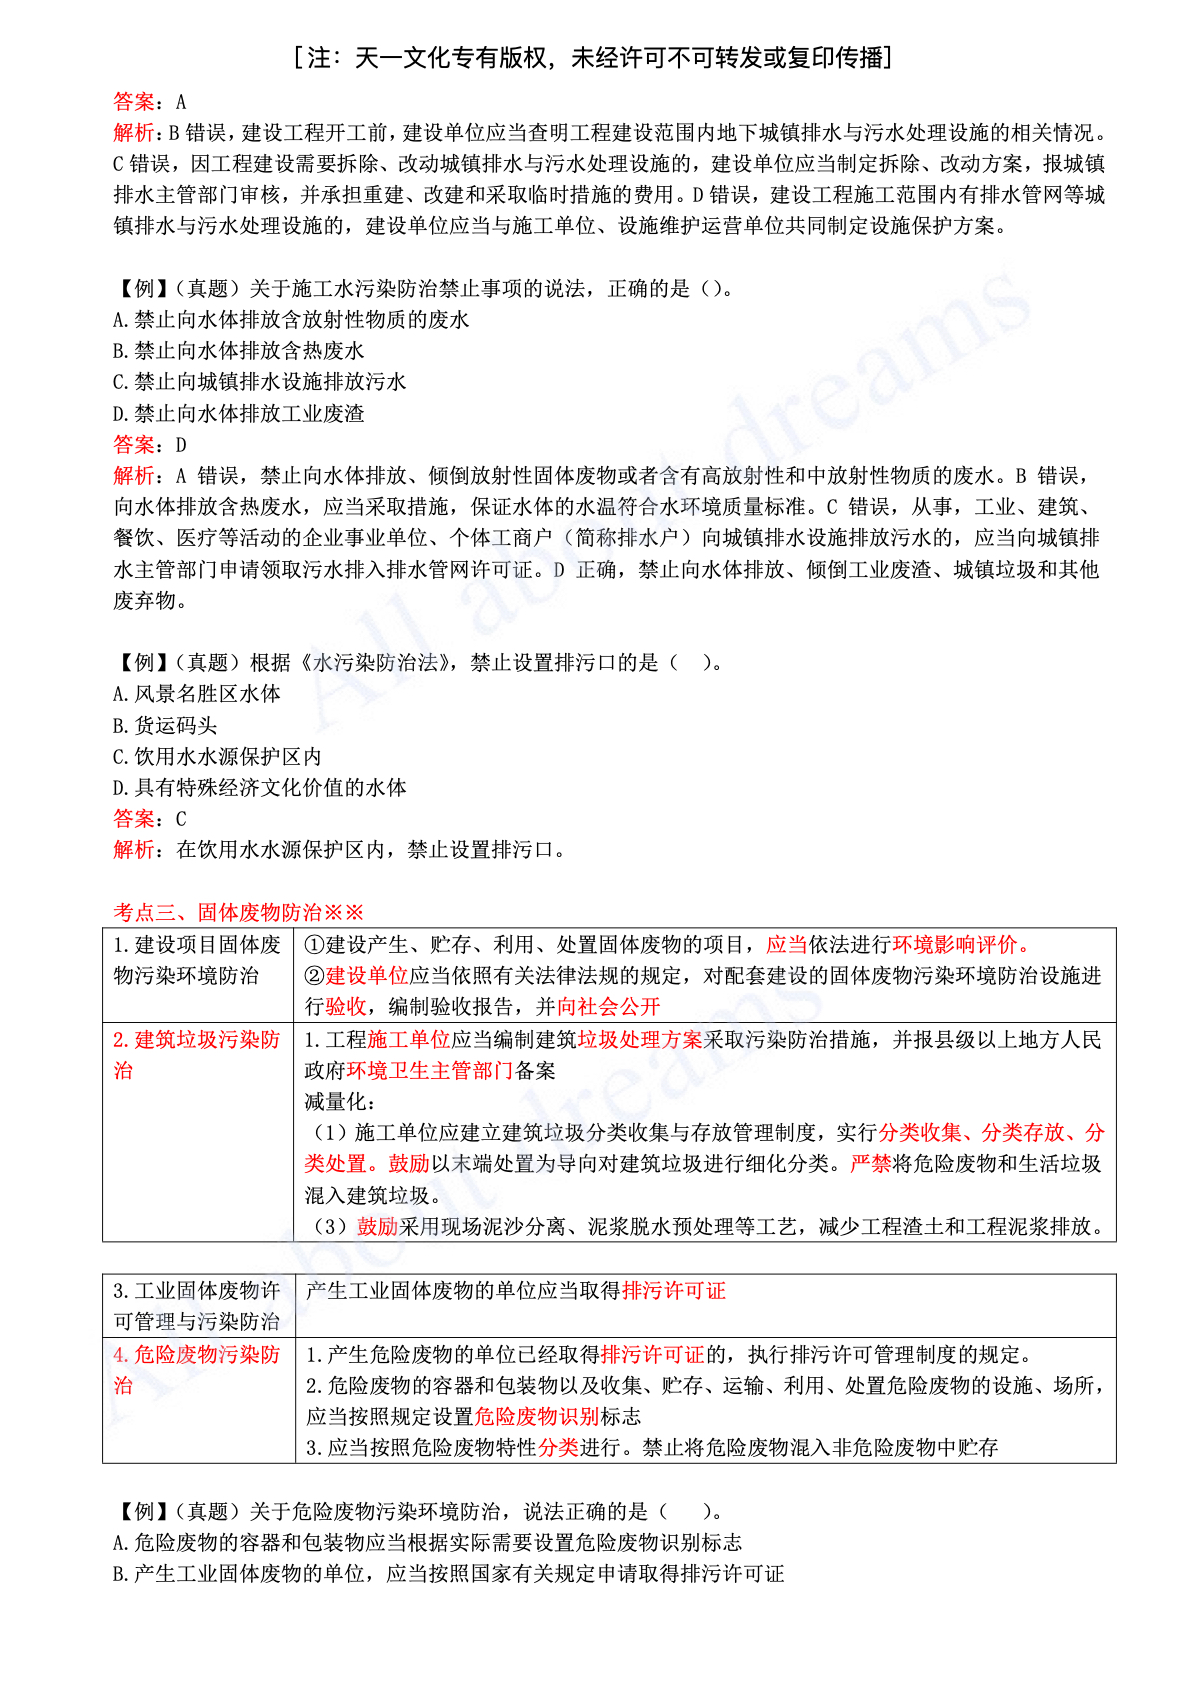 [注：天一文化专有版权，未经许可不可转发或复印传播]
答案：A
解析：B 错误，建设工程开工前，建设单位应当查明工程建设范围内地下城镇排水与污水处理设施的相关情况。
C 错误，因工程建设需要拆除、改动城镇排水与污水处理设施的，建设单位应当制定拆除、改动方案，报城镇
排水主管部门审核，并承担重建、改建和采取临时措施的费用。D 错误，建设工程施工范围内有排水管网等城
镇排水与污水处理设施的，建设单位应当与施工单位、设施维护运营单位共同制定设施保护方案。
【例】（真题）关于施工水污染防治禁止事项的说法，正确的是（）。
A.禁止向水体排放含放射性物质的废水
B.禁止向水体排放含热废水
C.禁止向城镇排水设施排放污水
D.禁止向水体排放工业废渣
答案：D
解析：A 错误，禁止向水体排放、倾倒放射性固体废物或者含有高放射性和中放射性物质的废水。B 错误，
向水体排放含热废水，应当采取措施，保证水体的水温符合水环境质量标准。C 错误，从事，工业、建筑、
餐饮、医疗等活动的企业事业单位、个体工商户（简称排水户）向城镇排水设施排放污水的，应当向城镇排
水主管部门申请领取污水排入排水管网许可证。D 正确，禁止向水体排放、倾倒工业废渣、城镇垃圾和其他
废弃物。
【例】（真题）根据《水污染防治法》，禁止设置排污口的是（ ）。
A.风景名胜区水体
B.货运码头
C.饮用水水源保护区内
D.具有特殊经济文化价值的水体
答案：C
解析：在饮用水水源保护区内，禁止设置排污口。
考点三、固体废物防治※※
1.建设项目固体废
物污染环境防治
①建设产生、贮存、利用、处置固体废物的项目，应当依法进行环境影响评价。
②建设单位应当依照有关法律法规的规定，对配套建设的固体废物污染环境防治设施进
行验收，编制验收报告，并向社会公开
2.建筑垃圾污染防
治
1.工程施工单位应当编制建筑垃圾处理方案采取污染防治措施，并报县级以上地方人民
政府环境卫生主管部门备案
减量化：
（1）施工单位应建立建筑垃圾分类收集与存放管理制度，实行分类收集、分类存放、分
类处置。鼓励以末端处置为导向对建筑垃圾进行细化分类。严禁将危险废物和生活垃圾
混入建筑垃圾。
（3）鼓励采用现场泥沙分离、泥浆脱水预处理等工艺，减少工程渣土和工程泥浆排放。
3.工业固体废物许
可管理与污染防治
产生工业固体废物的单位应当取得排污许可证
4.危险废物污染防
治
1.产生危险废物的单位已经取得排污许可证的，执行排污许可管理制度的规定。
2.危险废物的容器和包装物以及收集、贮存、运输、利用、处置危险废物的设施、场所，
应当按照规定设置危险废物识别标志
3.应当按照危险废物特性分类进行。禁止将危险废物混入非危险废物中贮存
【例】（真题）关于危险废物污染环境防治，说法正确的是（ ）。
A.危险废物的容器和包装物应当根据实际需要设置危险废物识别标志
B.产生工业固体废物的单位，应当按照国家有关规定申请取得排污许可证
All about dreams
All about dreams